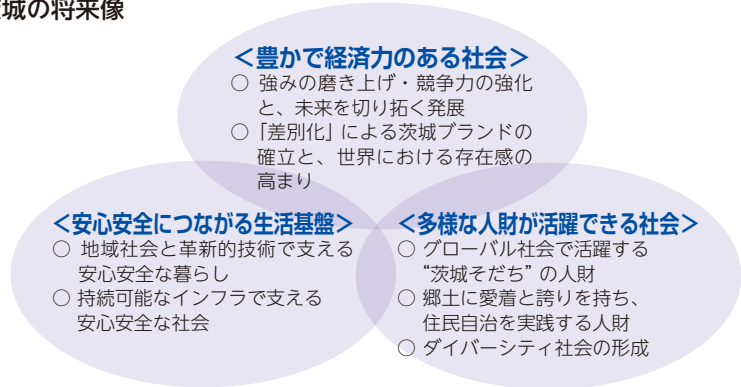 城の将来像
＜豊かで経済力のある社会＞
○ 強みの磨き上げ・競争力の強化
と、未来を切り拓く発展
○「差別化」による茨城ブランドの
確立と、世界における存在感の
高まり
＜安心安全につながる生活基盤＞
○ 地域社会と革新的技術で支える
安心安全な暮らし
○ 持続可能なインフラで支える
安心安全な社会
＜多様な人財が活躍できる社会＞
○ グローバル社会で活躍する
“茨城そだち”の人財
○ 郷土に愛着と誇りを持ち、
住民自治を実践する人財
○ ダイバーシティ社会の形成